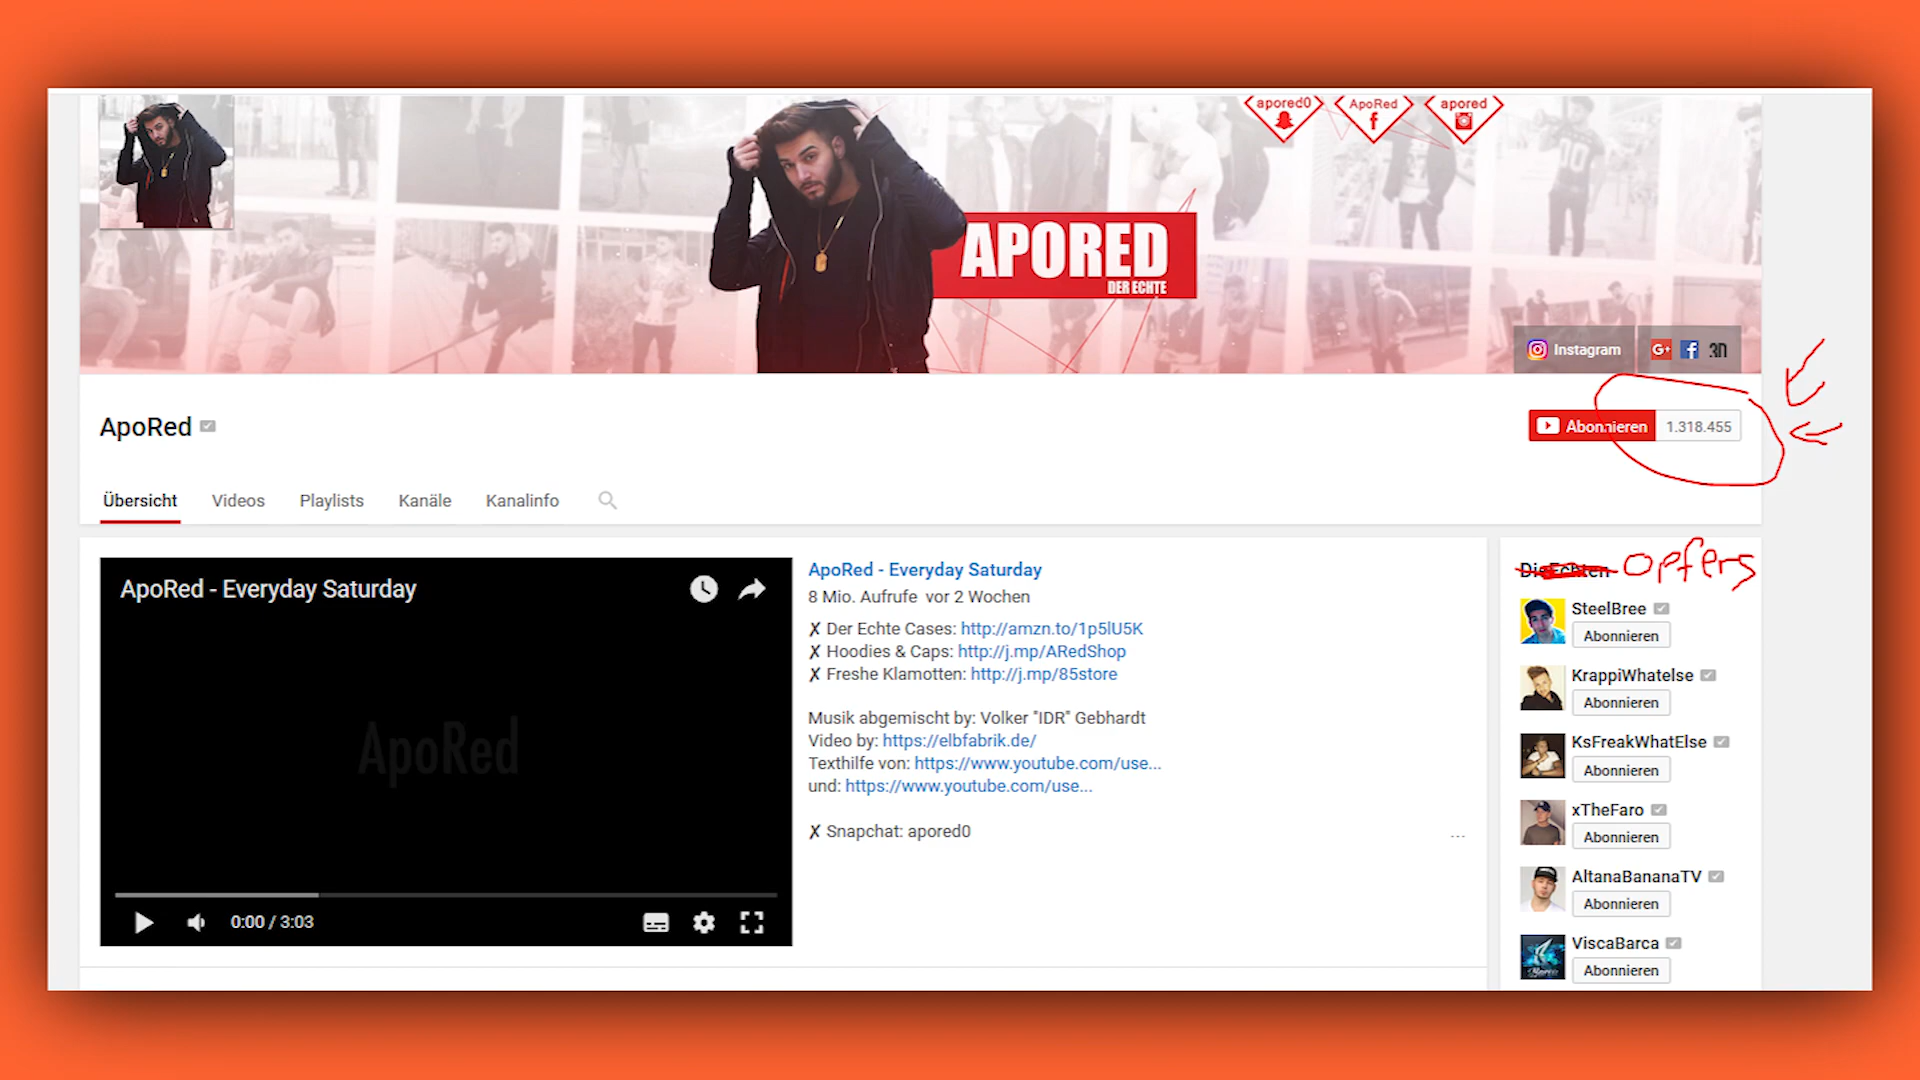 apored0
ApoRed
apored
APORED
DER ECHTE
Instagram
ApoRed
Abonnieren 1.318.455
Übersicht Videos Playlists Kanäle Kanalinfo
ApoRed - Everyday Saturday
ApoRed
0:00 / 3:03
ApoRed - Everyday Saturday
8 Mio. Aufrufe vor 2 Wochen
✗ Der Echte Cases: http://amzn.to/1p5lU5K
✗ Hoodies & Caps: http://j.mp/ARedShop
✗ Freshe Klamotten: http://j.mp/85store
Musik abgemischt by: Volker "IDR" Gebhardt
Video by: https://elbfabrik.de/
Texthilfe von: https://www.youtube.com/use...
und: https://www.youtube.com/use...
✗ Snapchat: apored0
...
DieEchten opfers
SteelBree
Abonnieren
KrappiWhatelse
Abonnieren
KsFreakWhatElse
Abonnieren
xTheFaro
Abonnieren
AltanaBananaTV
Abonnieren
ViscaBarca
Abonnieren